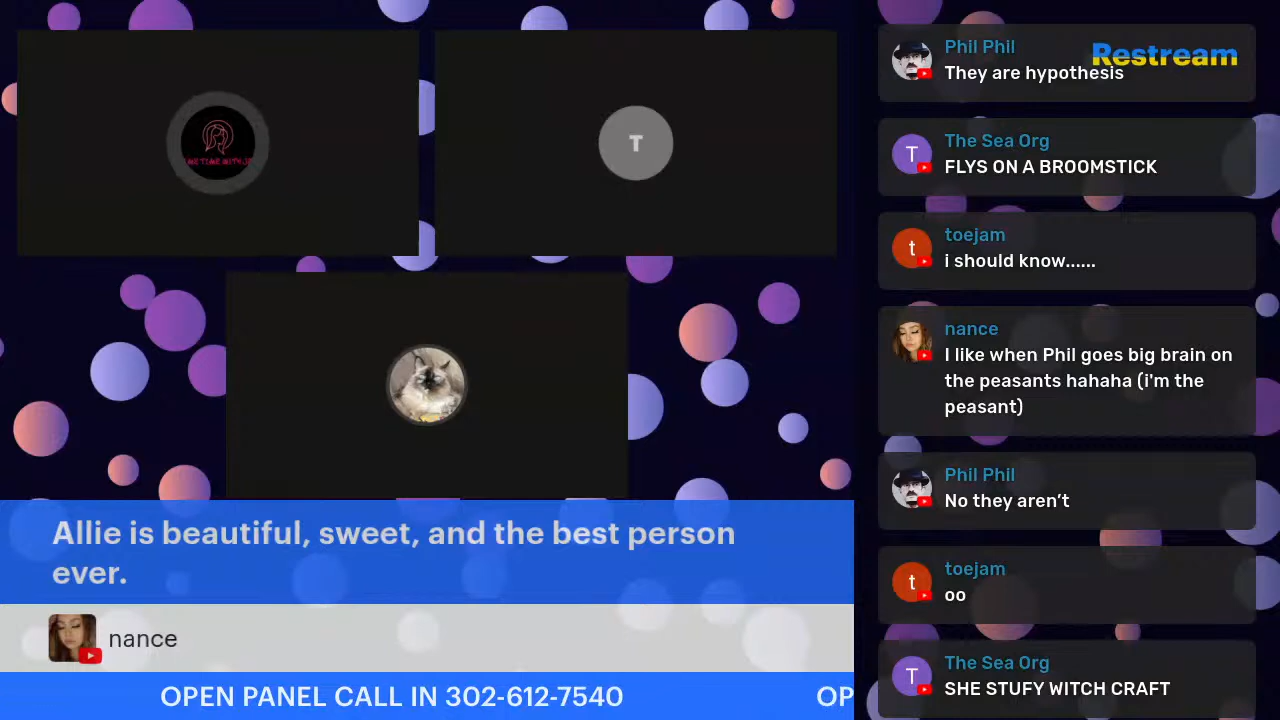 T
Allie is beautiful, sweet, and the best person
ever.
nance
OPEN PANEL CALL IN 302-612-7540
OP
Restream
Phil Phil
They are hypothesis
T
The Sea Org
FLYS ON A BROOMSTICK
t
toejam
i should know......
nance
I like when Phil goes big brain on
the peasants hahaha (i'm the
peasant)
Phil Phil
No they aren’t
t
toejam
oo
T
The Sea Org
SHE STUFY WITCH CRAFT